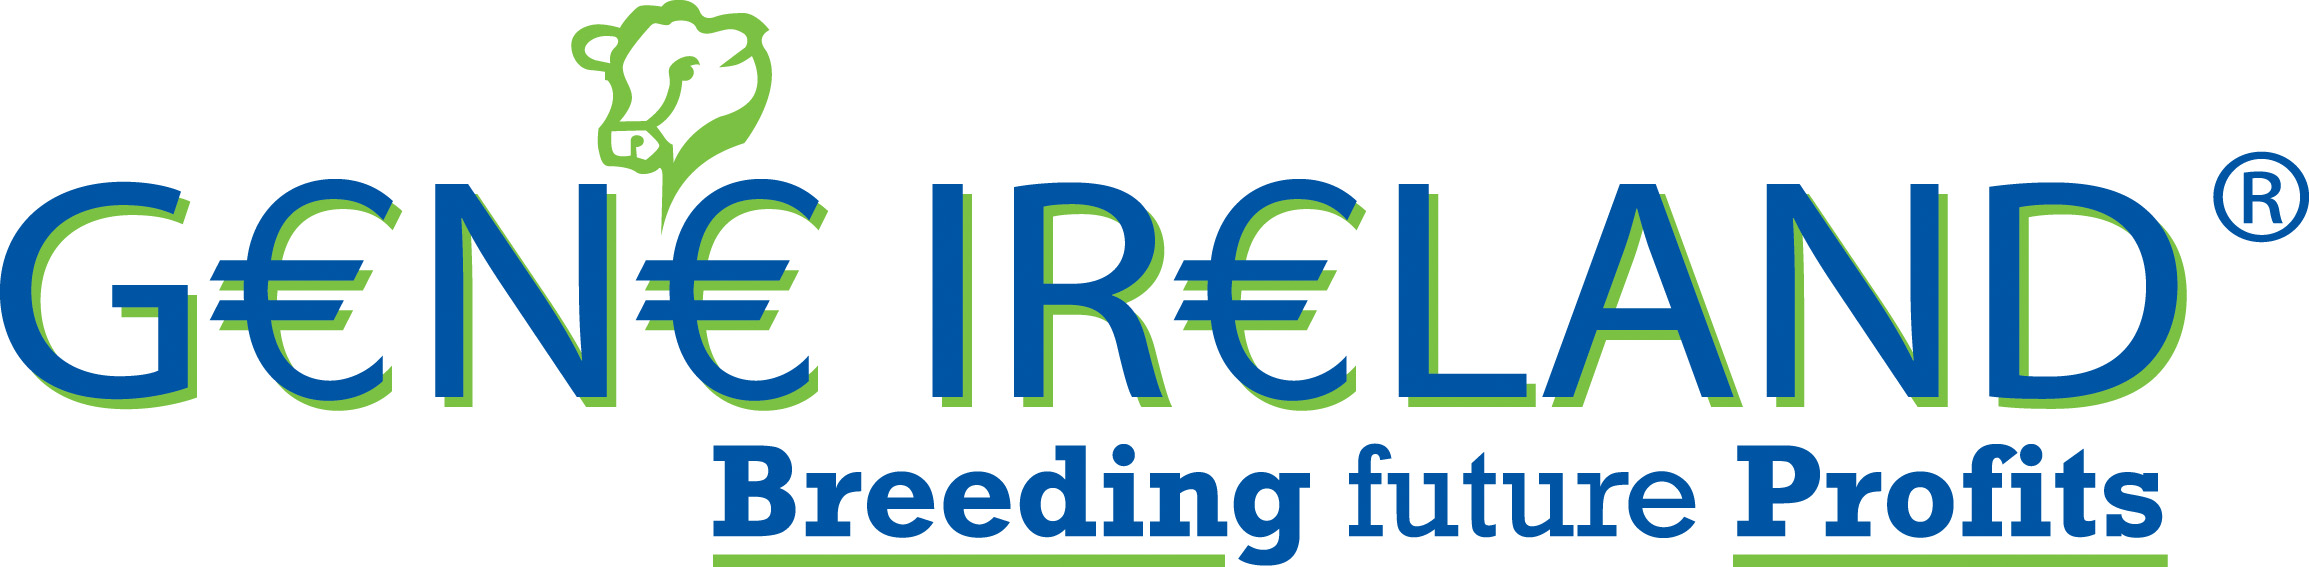 G€N€ IR€LAND®
Breeding future Profits